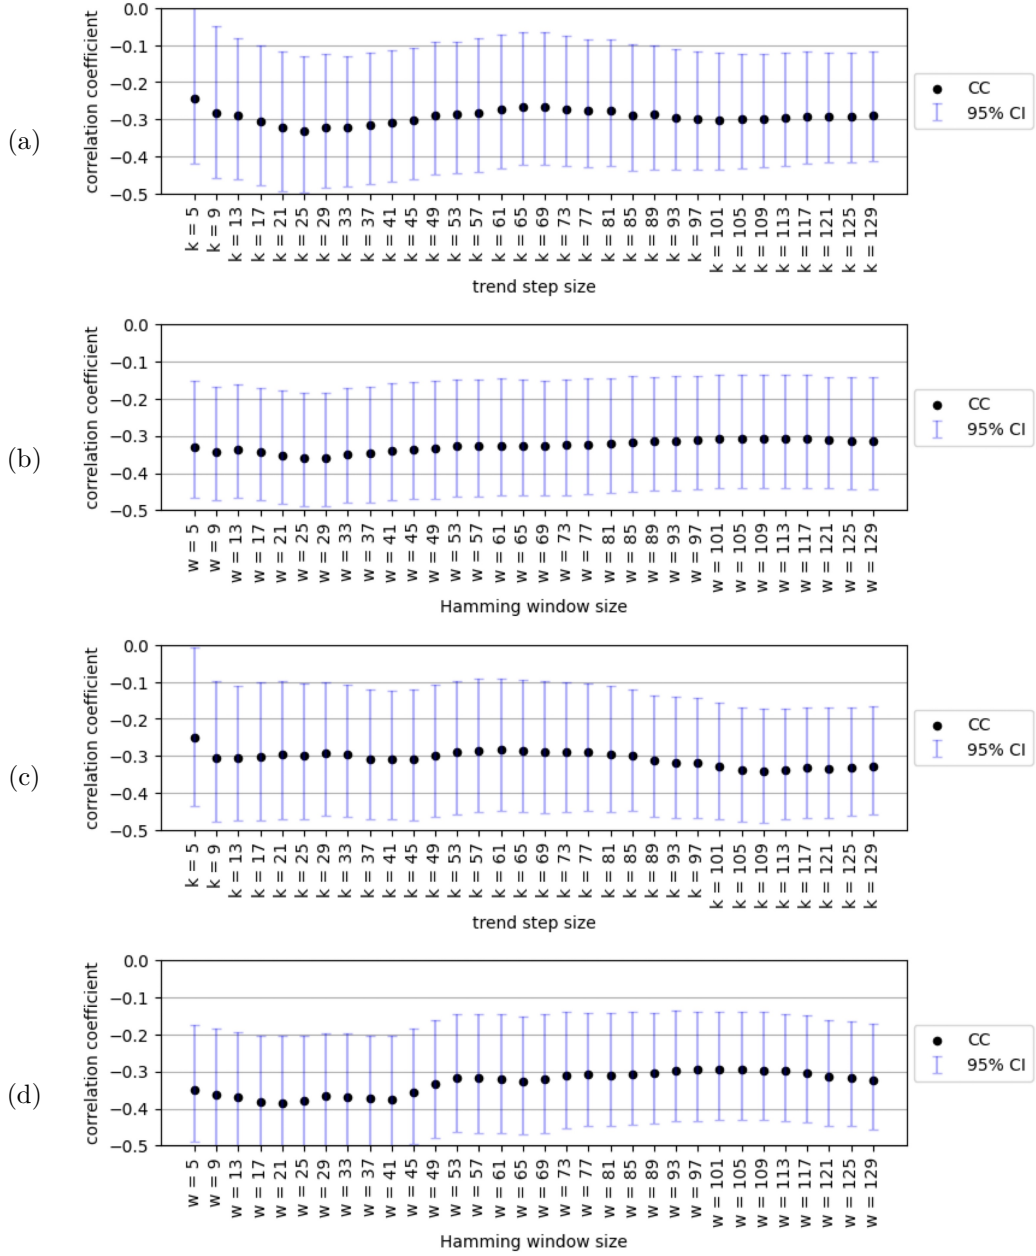 (a)
correlation coefficient
0.0
−0.1
−0.2
−0.3
−0.4
−0.5
k = 5
k = 9
k = 13
k = 17
k = 21
k = 25
k = 29
k = 33
k = 37
k = 41
k = 45
k = 49
k = 53
k = 57
k = 61
k = 65
k = 69
k = 73
k = 77
k = 81
k = 85
k = 89
k = 93
k = 97
k = 101
k = 105
k = 109
k = 113
k = 117
k = 121
k = 125
k = 129
trend step size
CC
95% CI
(b)
correlation coefficient
0.0
−0.1
−0.2
−0.3
−0.4
−0.5
w = 5
w = 9
w = 13
w = 17
w = 21
w = 25
w = 29
w = 33
w = 37
w = 41
w = 45
w = 49
w = 53
w = 57
w = 61
w = 65
w = 69
w = 73
w = 77
w = 81
w = 85
w = 89
w = 93
w = 97
w = 101
w = 105
w = 109
w = 113
w = 117
w = 121
w = 125
w = 129
Hamming window size
CC
95% CI
(c)
correlation coefficient
0.0
−0.1
−0.2
−0.3
−0.4
−0.5
k = 5
k = 9
k = 13
k = 17
k = 21
k = 25
k = 29
k = 33
k = 37
k = 41
k = 45
k = 49
k = 53
k = 57
k = 61
k = 65
k = 69
k = 73
k = 77
k = 81
k = 85
k = 89
k = 93
k = 97
k = 101
k = 105
k = 109
k = 113
k = 117
k = 121
k = 125
k = 129
trend step size
CC
95% CI
(d)
correlation coefficient
0.0
−0.1
−0.2
−0.3
−0.4
−0.5
w = 5
w = 9
w = 13
w = 17
w = 21
w = 25
w = 29
w = 33
w = 37
w = 41
w = 45
w = 49
w = 53
w = 57
w = 61
w = 65
w = 69
w = 73
w = 77
w = 81
w = 85
w = 89
w = 93
w = 97
w = 101
w = 105
w = 109
w = 113
w = 117
w = 121
w = 125
w = 129
Hamming window size
CC
95% CI